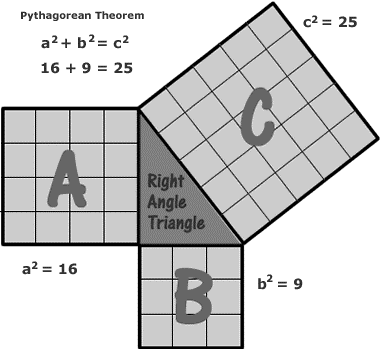 Pythagorean Theorem
a² + b² = c²
16 + 9 = 25
c² = 25
C
A
Right
Angle
Triangle
a² = 16
B
b² = 9